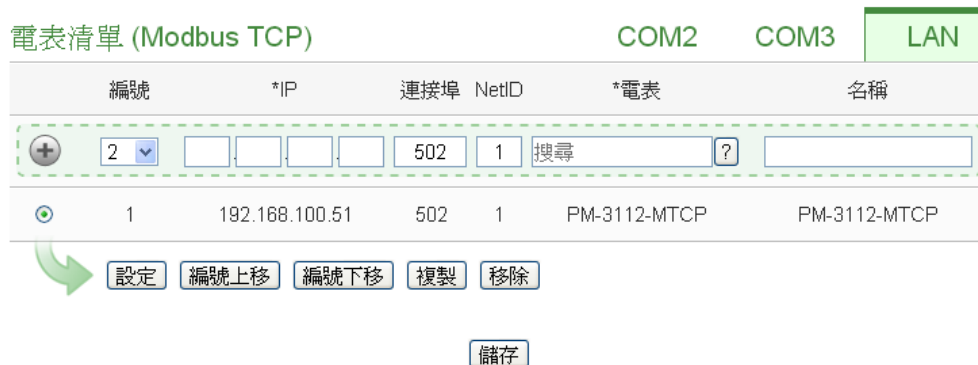 電表清單 (Modbus TCP) COM2 COM3 LAN
編號 *IP 連接埠 NetID *電表 名稱
2 . . . 502 1 搜尋 ?
1 192.168.100.51 502 1 PM-3112-MTCP PM-3112-MTCP
設定 編號上移 編號下移 複製 移除
儲存